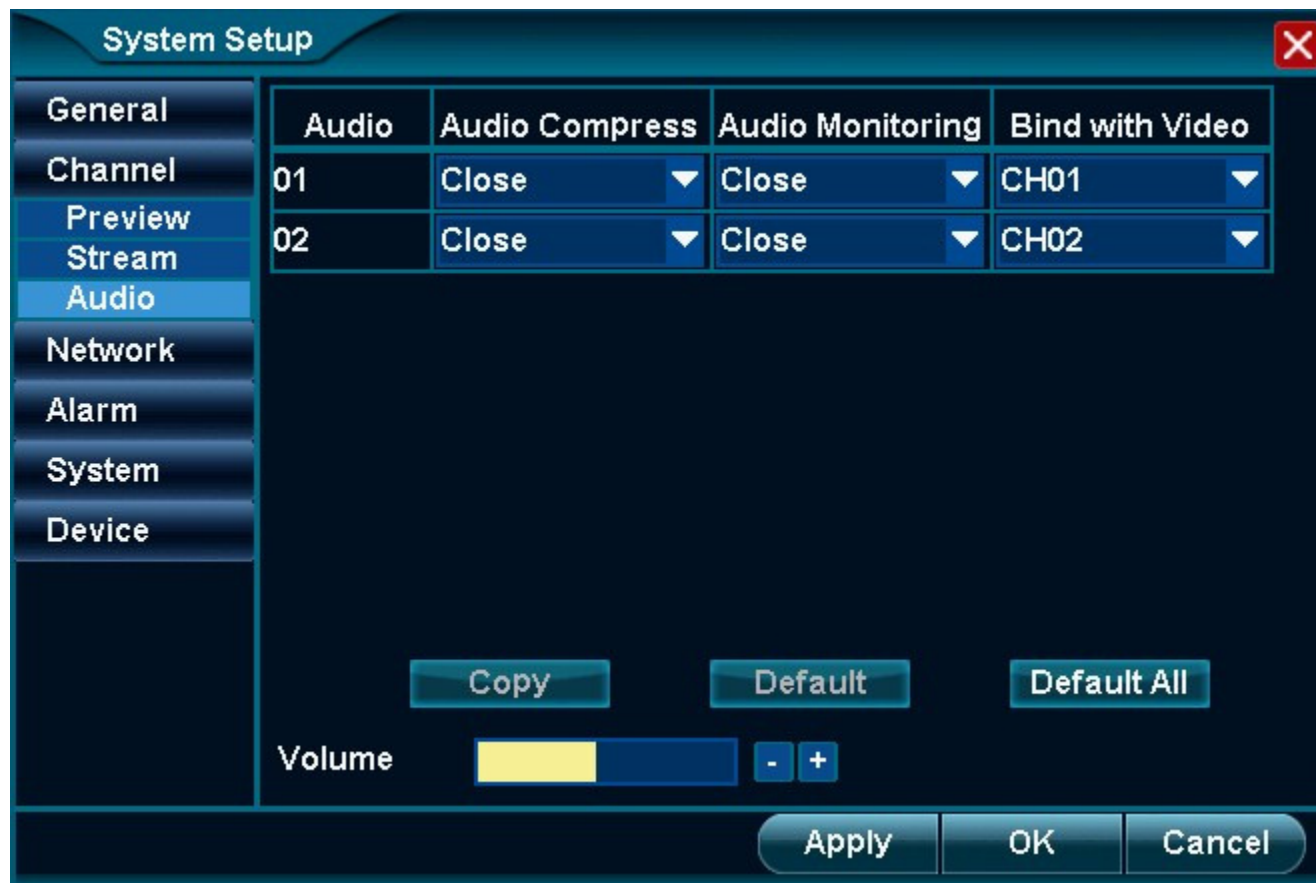 System Setup
General
Channel
Preview
Stream
Audio
Network
Alarm
System
Device
Audio Audio Compress Audio Monitoring Bind with Video
01 Close Close CH01
02 Close Close CH02
Copy Default Default All
Volume - +
Apply OK Cancel